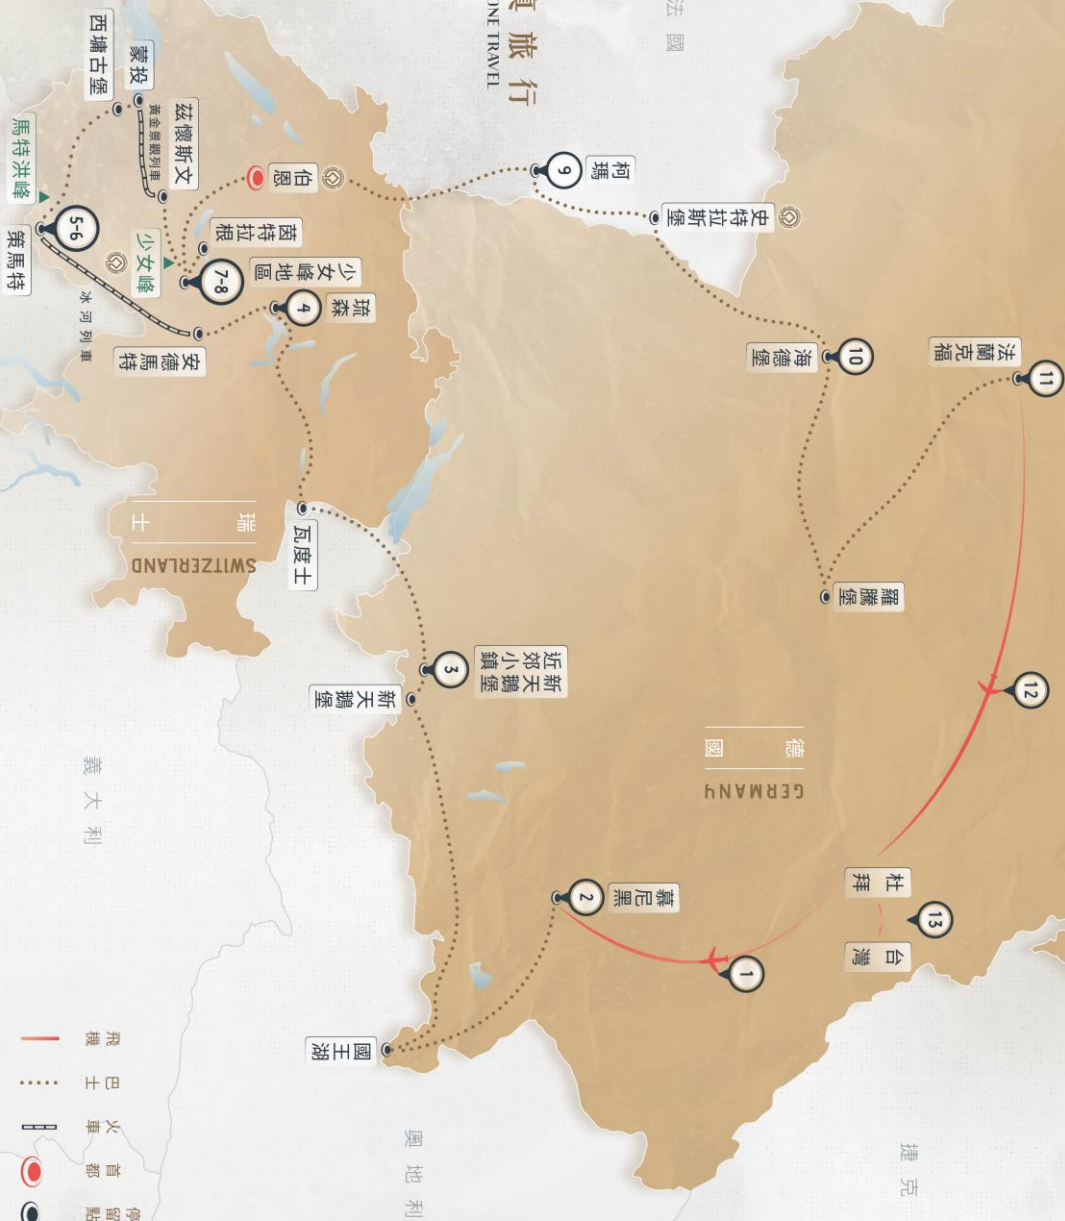 法國
旅行
ONE TRAVEL
11
法蘭克福
12
13
杜拜
台灣
捷克
10
海德堡
羅騰堡
德國
GERMANY
1
史特拉斯堡
9
柯瑪
2
慕尼黑
3
新天鵝堡
近郊小鎮
新天鵝堡
國王湖
奧地利
伯恩
茵特拉根
7-8
少女峰地區
少女峰
4
琉森
瓦度士
瑞士
SWITZERLAND
安德馬特
冰河列車
茲懷斯文
黃金景觀列車
蒙投
西墉古堡
馬特洪峰
5-6
策馬特
義大利
飛機
巴士
火車
首都
停留點